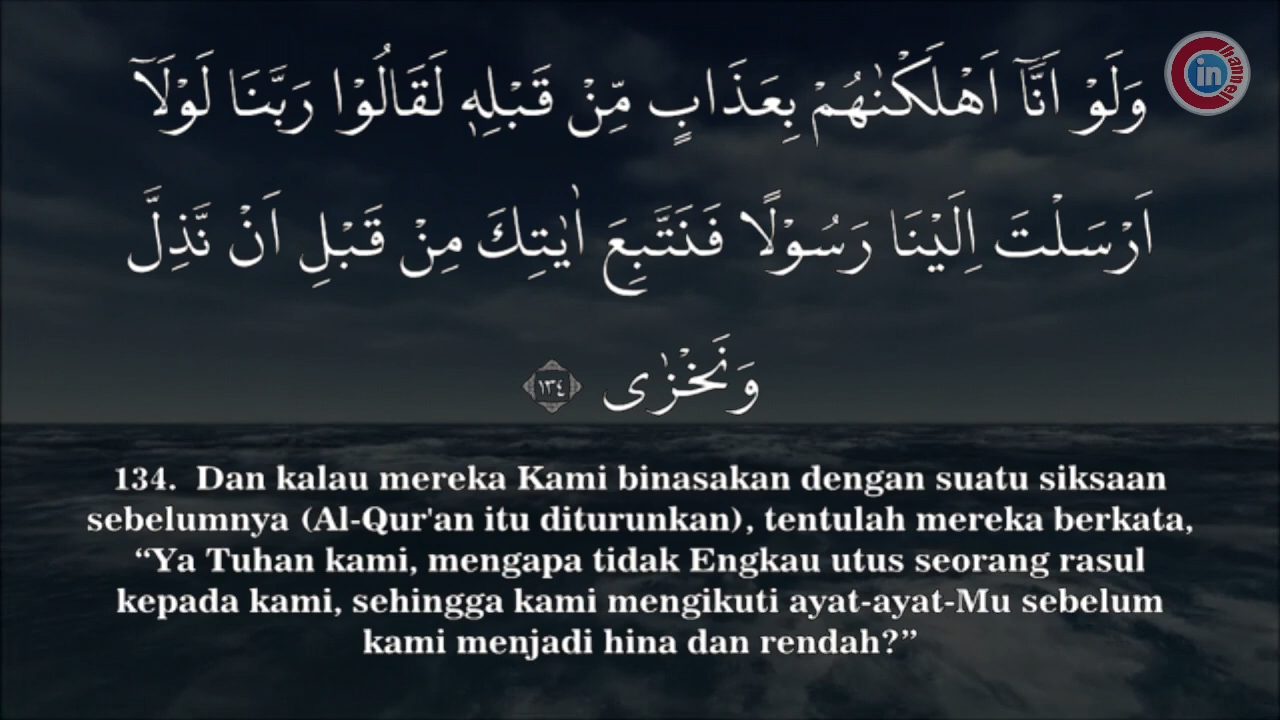 وَلَوْ اَنَّآ اَهْلَكْنٰهُمْ بِعَذَابٍ مِّنْ قَبْلِهٖ لَقَالُوْا رَبَّنَا لَوْلَآ
اَرْسَلْتَ اِلَيْنَا رَسُوْلًا فَنَتَّبِعَ اٰيٰتِكَ مِنْ قَبْلِ اَنْ نَّذِلَّ
وَنَخْزٰى ١٣٤
134. Dan kalau mereka Kami binasakan dengan suatu siksaan
sebelumnya (Al-Qur'an itu diturunkan), tentulah mereka berkata,
“Ya Tuhan kami, mengapa tidak Engkau utus seorang rasul
kepada kami, sehingga kami mengikuti ayat-ayat-Mu sebelum
kami menjadi hina dan rendah?”
in
hannel